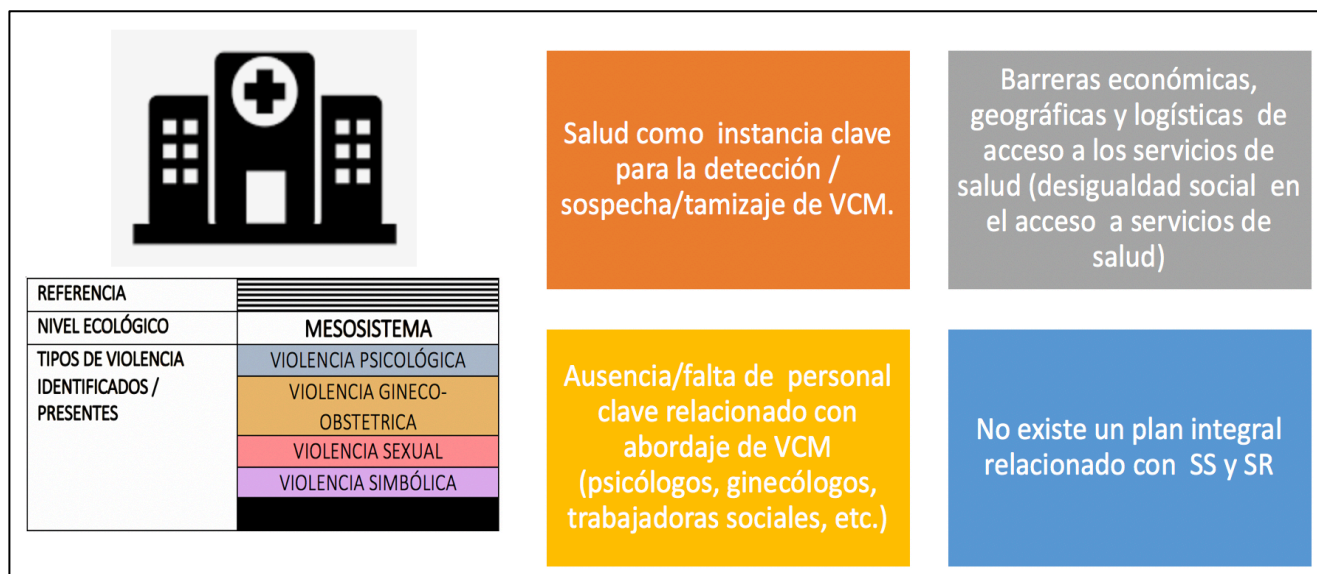 REFERENCIA
NIVEL ECOLÓGICO
MESOSISTEMA
TIPOS DE VIOLENCIA
IDENTIFICADOS /
PRESENTES
VIOLENCIA PSICOLÓGICA
VIOLENCIA GINECO-
OBSTETRICA
VIOLENCIA SEXUAL
VIOLENCIA SIMBÓLICA
Salud como instancia clave
para la detección /
sospecha/tamizaje de VCM.
Barreras económicas,
geográficas y logísticas de
acceso a los servicios de
salud (desigualdad social en
el acceso a servicios de
salud)
Ausencia/falta de personal
clave relacionado con
abordaje de VCM
(psicólogos, ginecólogos,
trabajadoras sociales, etc.)
No existe un plan integral
relacionado con SS y SR